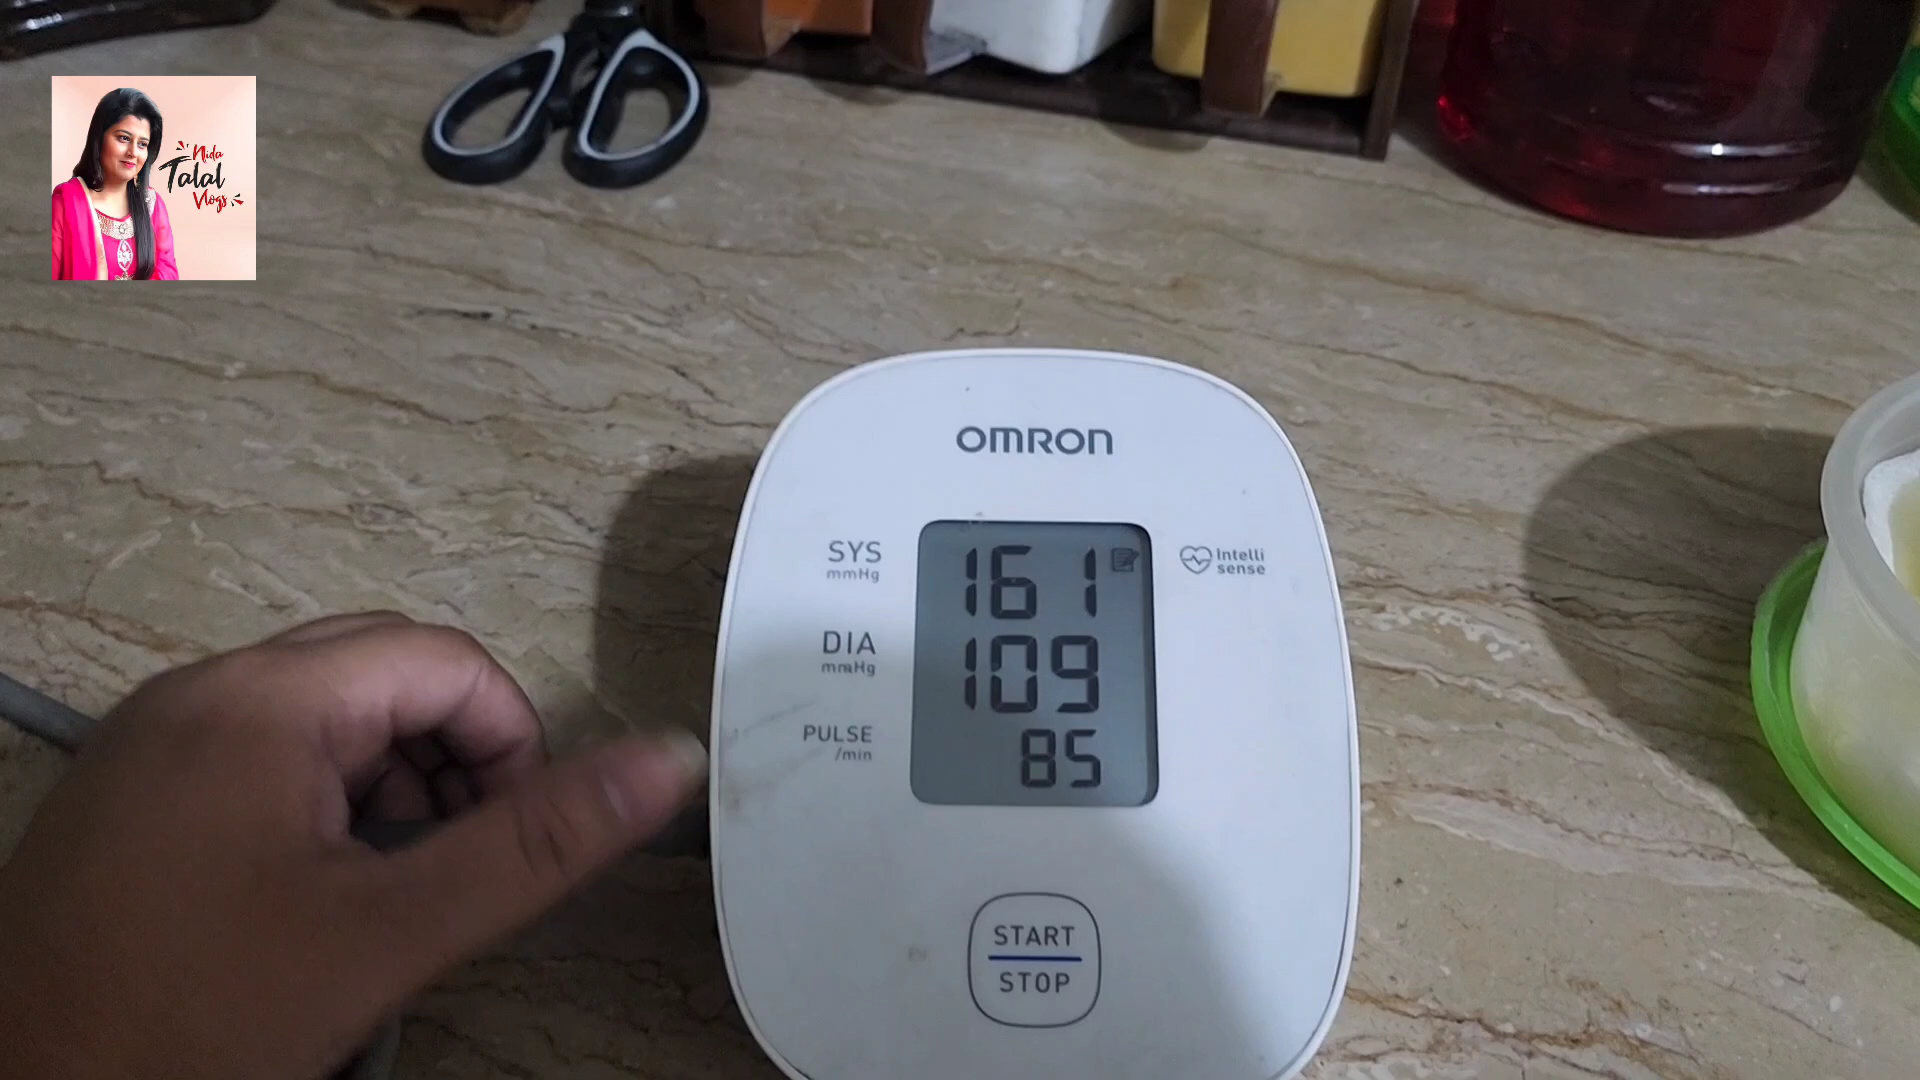 Nida
Talal
Vlogs
OMRON
SYS
mmHg
161
Intelli
sense
DIA
mmHg
109
PULSE
/min
85
START
STOP